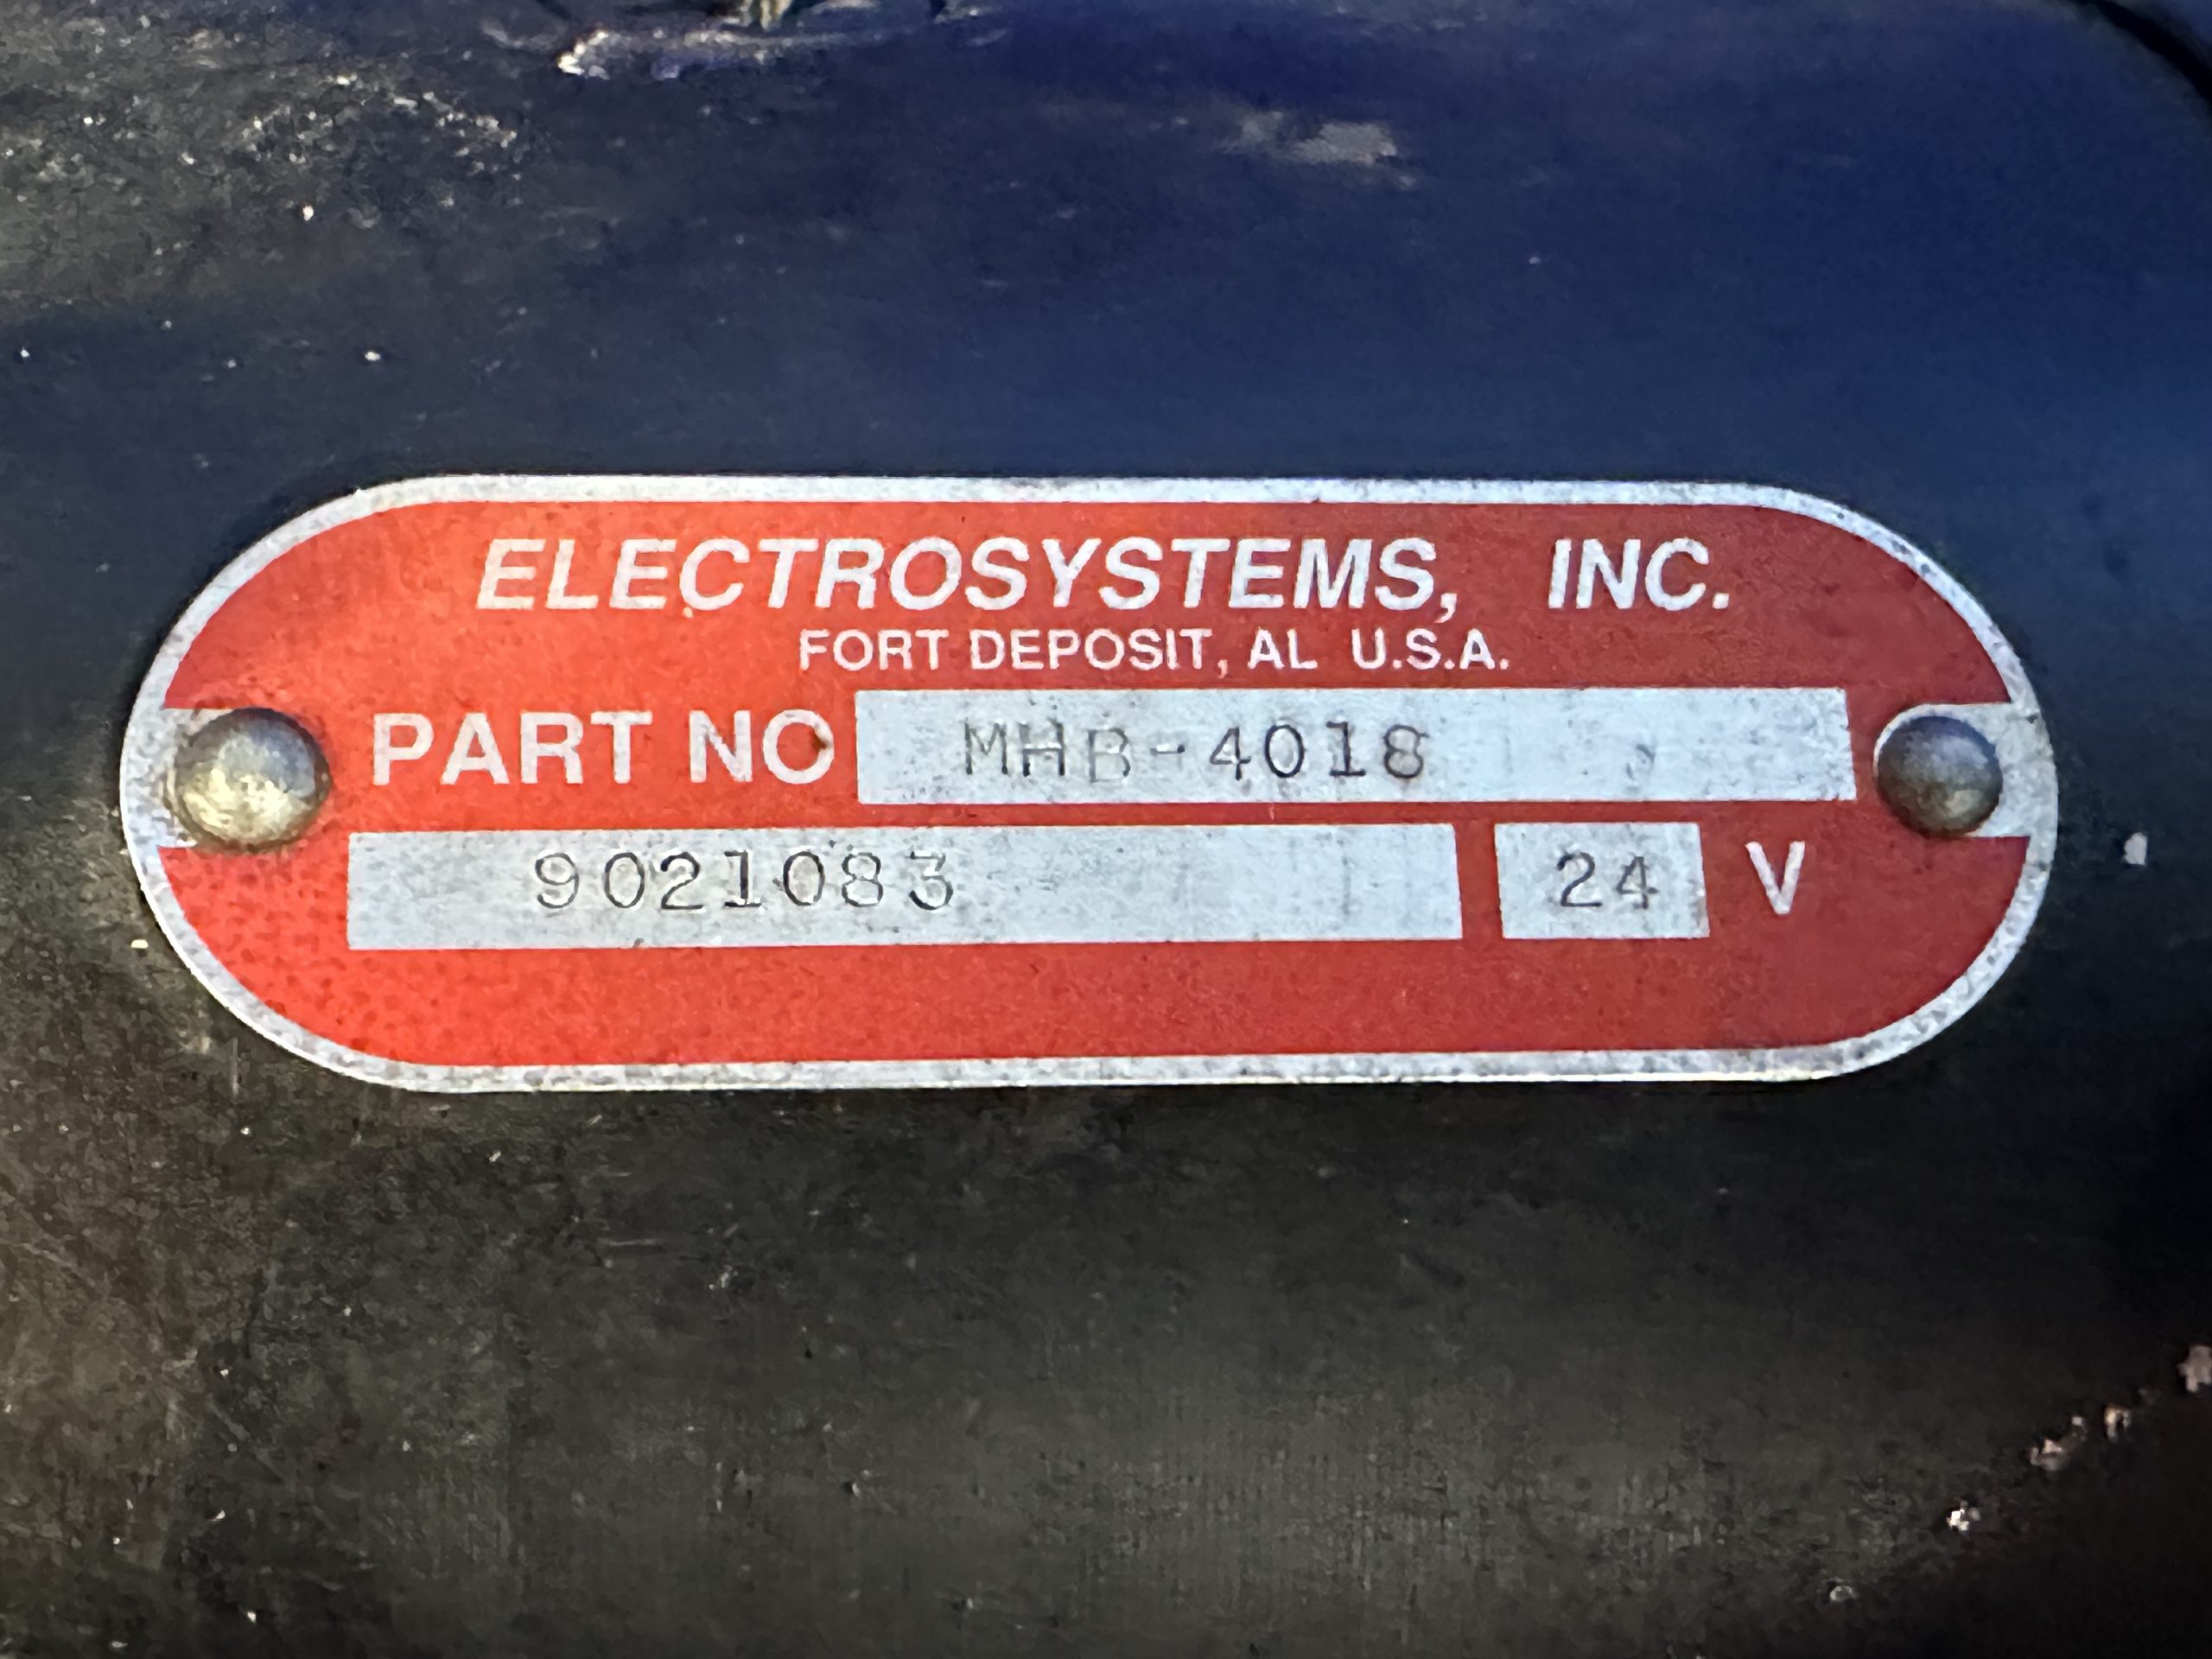 ELECTROSYSTEMS, INC.
FORT DEPOSIT, AL U.S.A.
PART NO MHB-4018
9021083 24 V